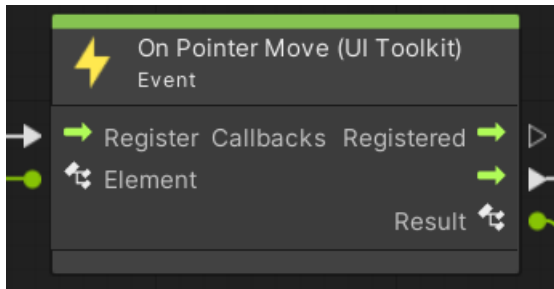 On Pointer Move (UI Toolkit)
Event
Register Callbacks Registered
Element
Result